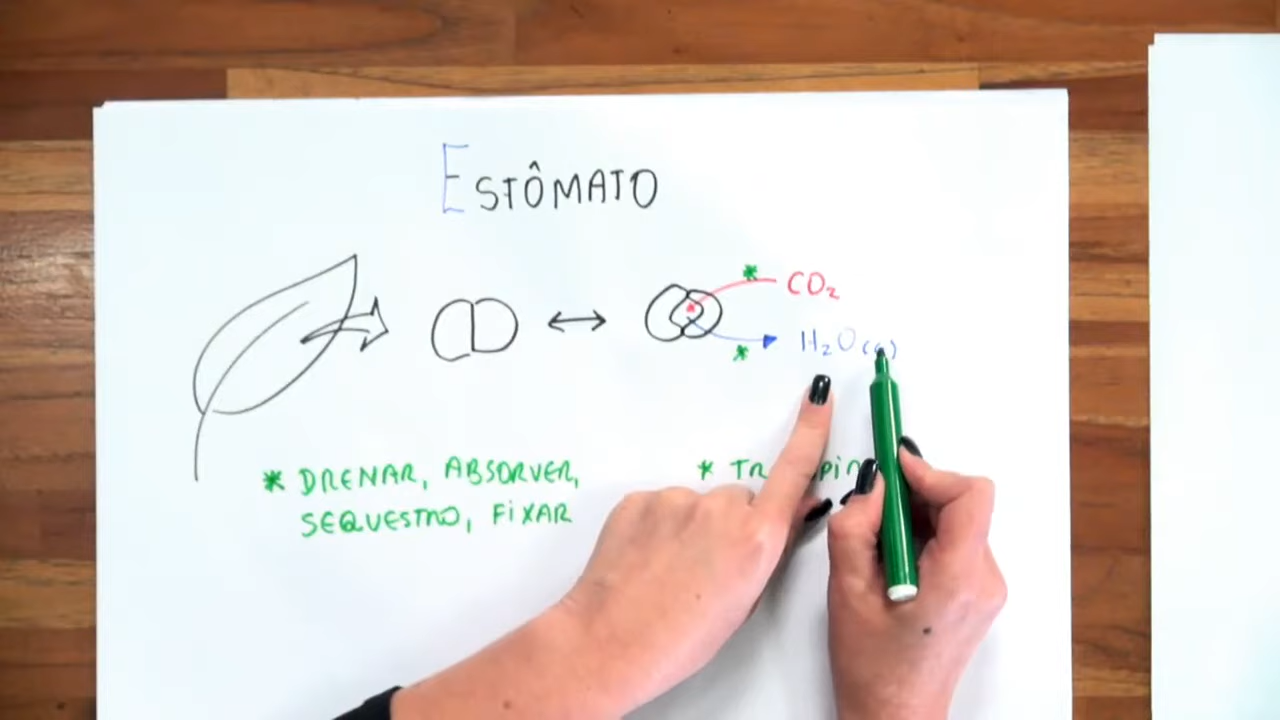 ESTÔMATO
CO₂
H₂O
* DRENAR, ABSORVER,
SEQUESTRO, FIXAR
*